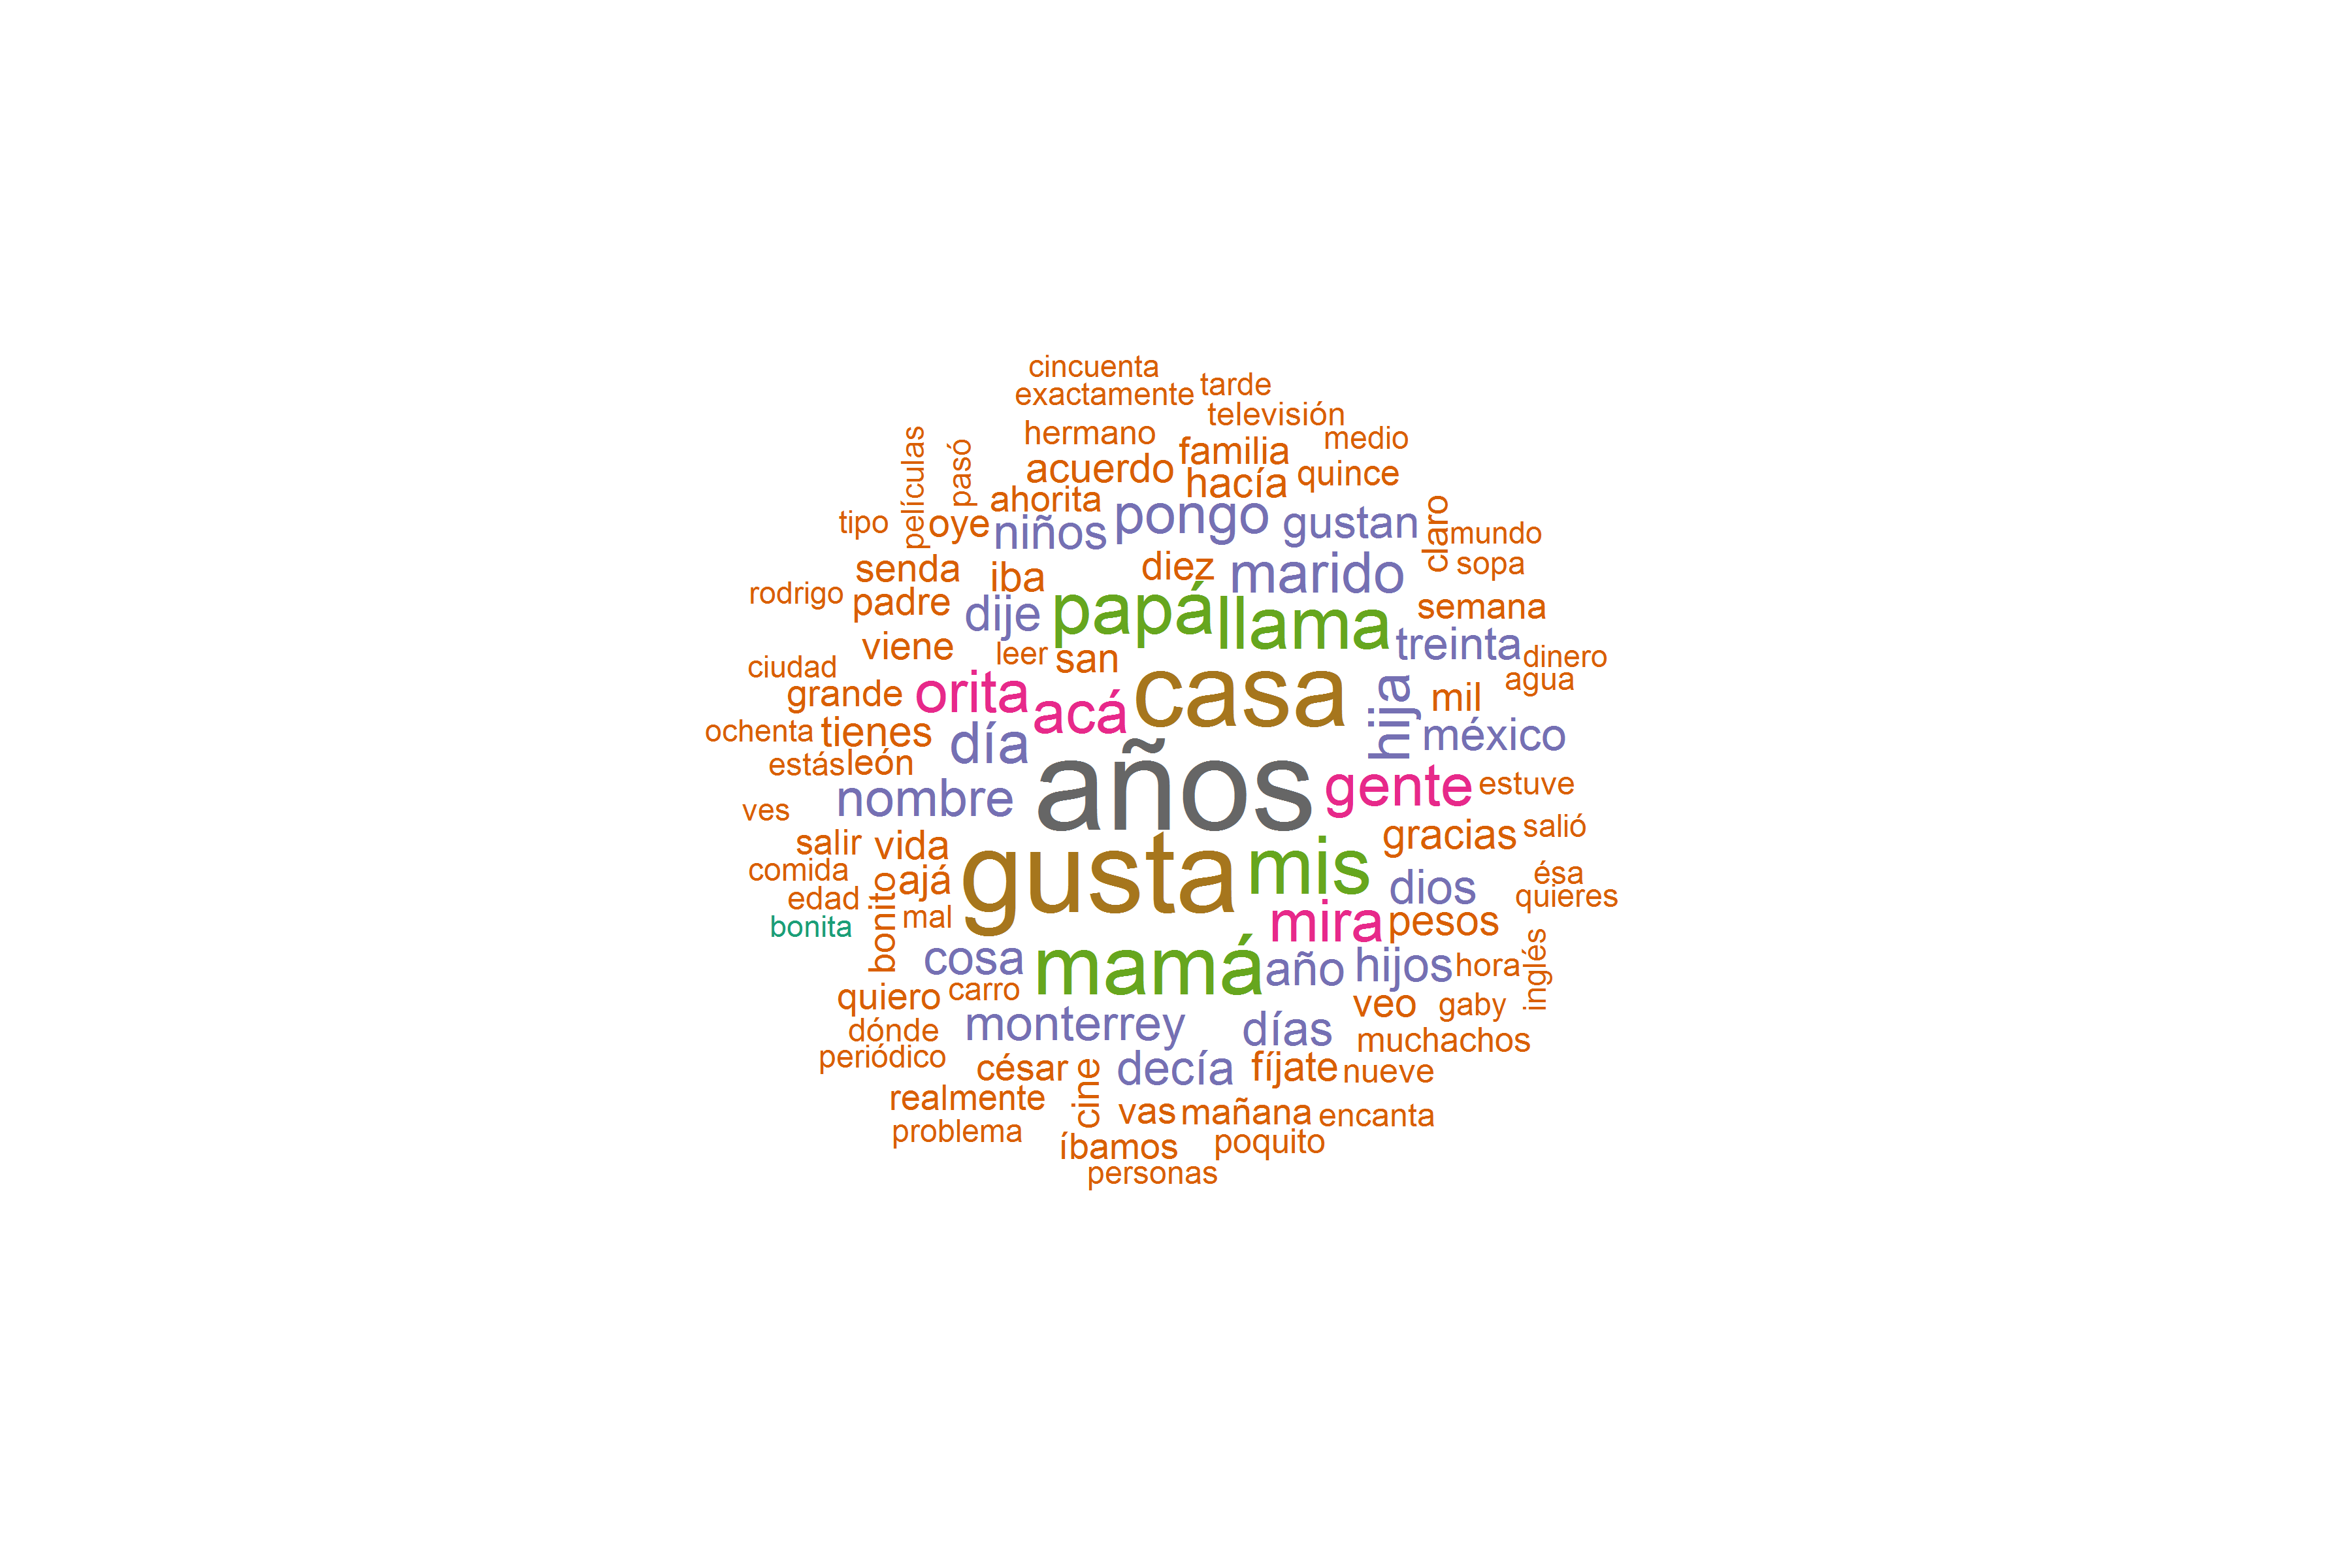 cincuenta
exactamente
tarde
televisión
hermano
medio
películas
pasó
acuerdo
familia
hacía
quince
ahorita
tipo
oye
niños
pongo
gustan
claro
mundo
senda
iba
diez
marido
sopa
rodrigo
padre
dije
papá
llama
semana
viene
leer
san
treinta
dinero
ciudad
grande
orita
acá
casa
hija
mil
agua
ochenta
tienes
día
méxico
estás
león
años
gente
estuve
nombre
ves
salir
vida
gusta
mis
gracias
salió
comida
ajá
dios
ésa
edad
bonito
quieres
bonita
mal
mira
pesos
cosa
mamá
año
hijos
hora
inglés
quiero
carro
veo
gaby
dónde
monterrey
días
muchachos
periódico
césar
cine
decía
fíjate
nueve
realmente
vas
mañana
encanta
problema
íbamos
poquito
personas